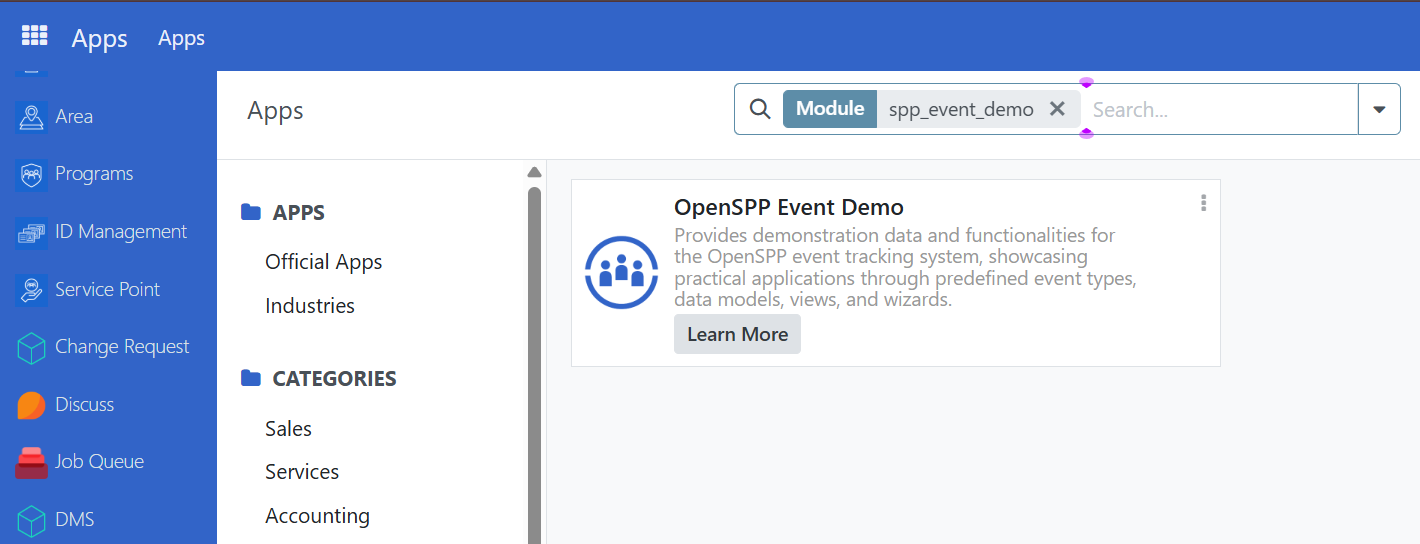 Apps Apps
Area
Programs
ID Management
Service Point
Change Request
Discuss
Job Queue
DMS
Apps
Module spp_event_demo Search...
APPS
Official Apps
Industries
CATEGORIES
Sales
Services
Accounting
OpenSPP Event Demo
Provides demonstration data and functionalities for
the OpenSPP event tracking system, showcasing
practical applications through predefined event types,
data models, views, and wizards.
Learn More